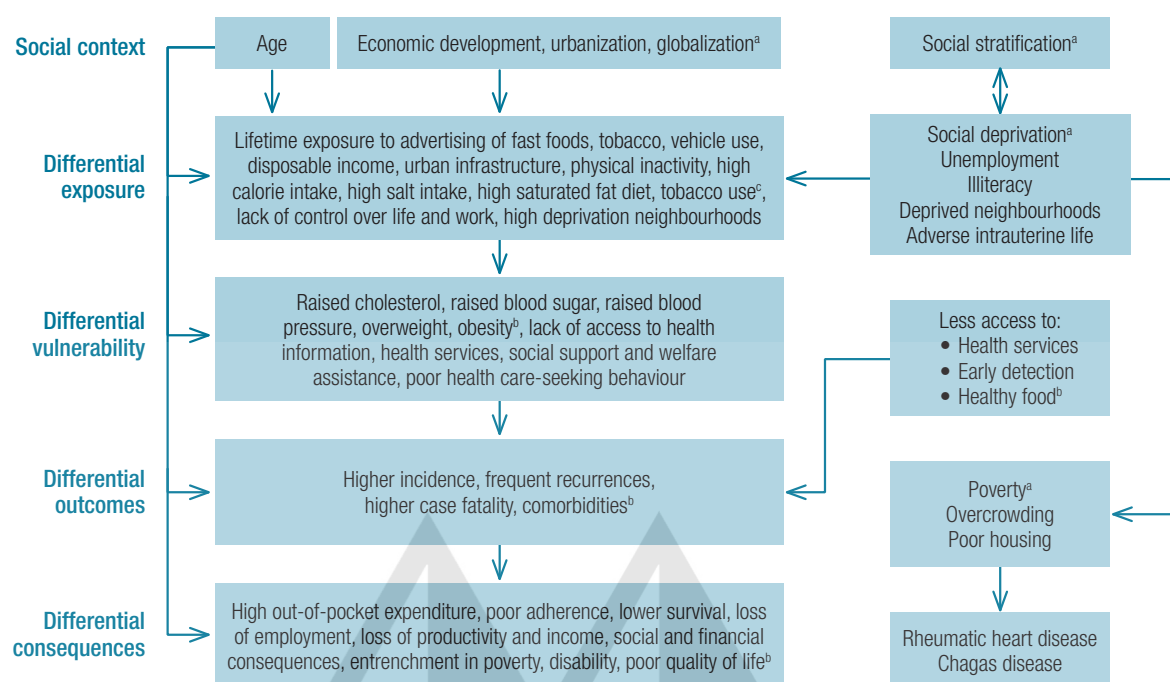 Social context
Age
Economic development, urbanization, globalizationᵃ
Social stratificationᵃ
Differential
exposure
Lifetime exposure to advertising of fast foods, tobacco, vehicle use,
disposable income, urban infrastructure, physical inactivity, high
calorie intake, high salt intake, high saturated fat diet, tobacco useᶜ,
lack of control over life and work, high deprivation neighbourhoods
Social deprivationᵃ
Unemployment
Illiteracy
Deprived neighbourhoods
Adverse intrauterine life
Differential
vulnerability
Raised cholesterol, raised blood sugar, raised blood
pressure, overweight, obesityᵇ, lack of access to health
information, health services, social support and welfare
assistance, poor health care-seeking behaviour
Less access to:
• Health services
• Early detection
• Healthy foodᵇ
Differential
outcomes
Higher incidence, frequent recurrences,
higher case fatality, comorbiditiesᵇ
Povertyᵃ
Overcrowding
Poor housing
Differential
consequences
High out-of-pocket expenditure, poor adherence, lower survival, loss
of employment, loss of productivity and income, social and financial
consequences, entrenchment in poverty, disability, poor quality of lifeᵇ
Rheumatic heart disease
Chagas disease